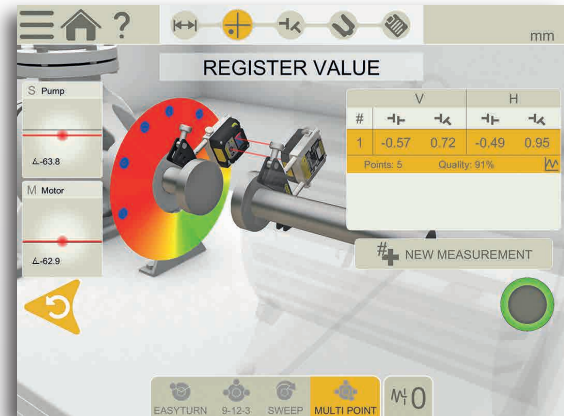 ?
mm
REGISTER VALUE
S Pump
∠-63.8
M Motor
∠-62.9
V H
#
1 -0.57 0.72 -0.49 0.95
Points: 5 Quality: 91%
# NEW MEASUREMENT
EASYTURN 9-12-3 SWEEP MULTI POINT
0